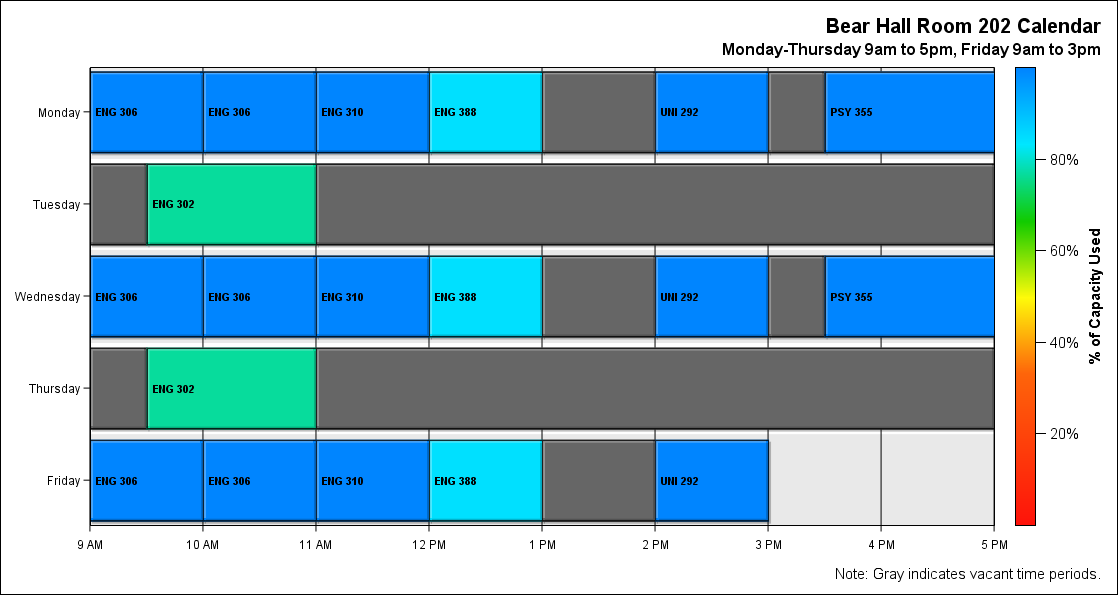 Bear Hall Room 202 Calendar
Monday-Thursday 9am to 5pm, Friday 9am to 3pm
Monday
ENG 306 ENG 306 ENG 310 ENG 388 UNI 292 PSY 355
80%
Tuesday
ENG 302
60%
Wednesday
ENG 306 ENG 306 ENG 310 ENG 388 UNI 292 PSY 355
% of Capacity Used
40%
Thursday
ENG 302
20%
Friday
ENG 306 ENG 306 ENG 310 ENG 388 UNI 292
9 AM 10 AM 11 AM 12 PM 1 PM 2 PM 3 PM 4 PM 5 PM
Note: Gray indicates vacant time periods.